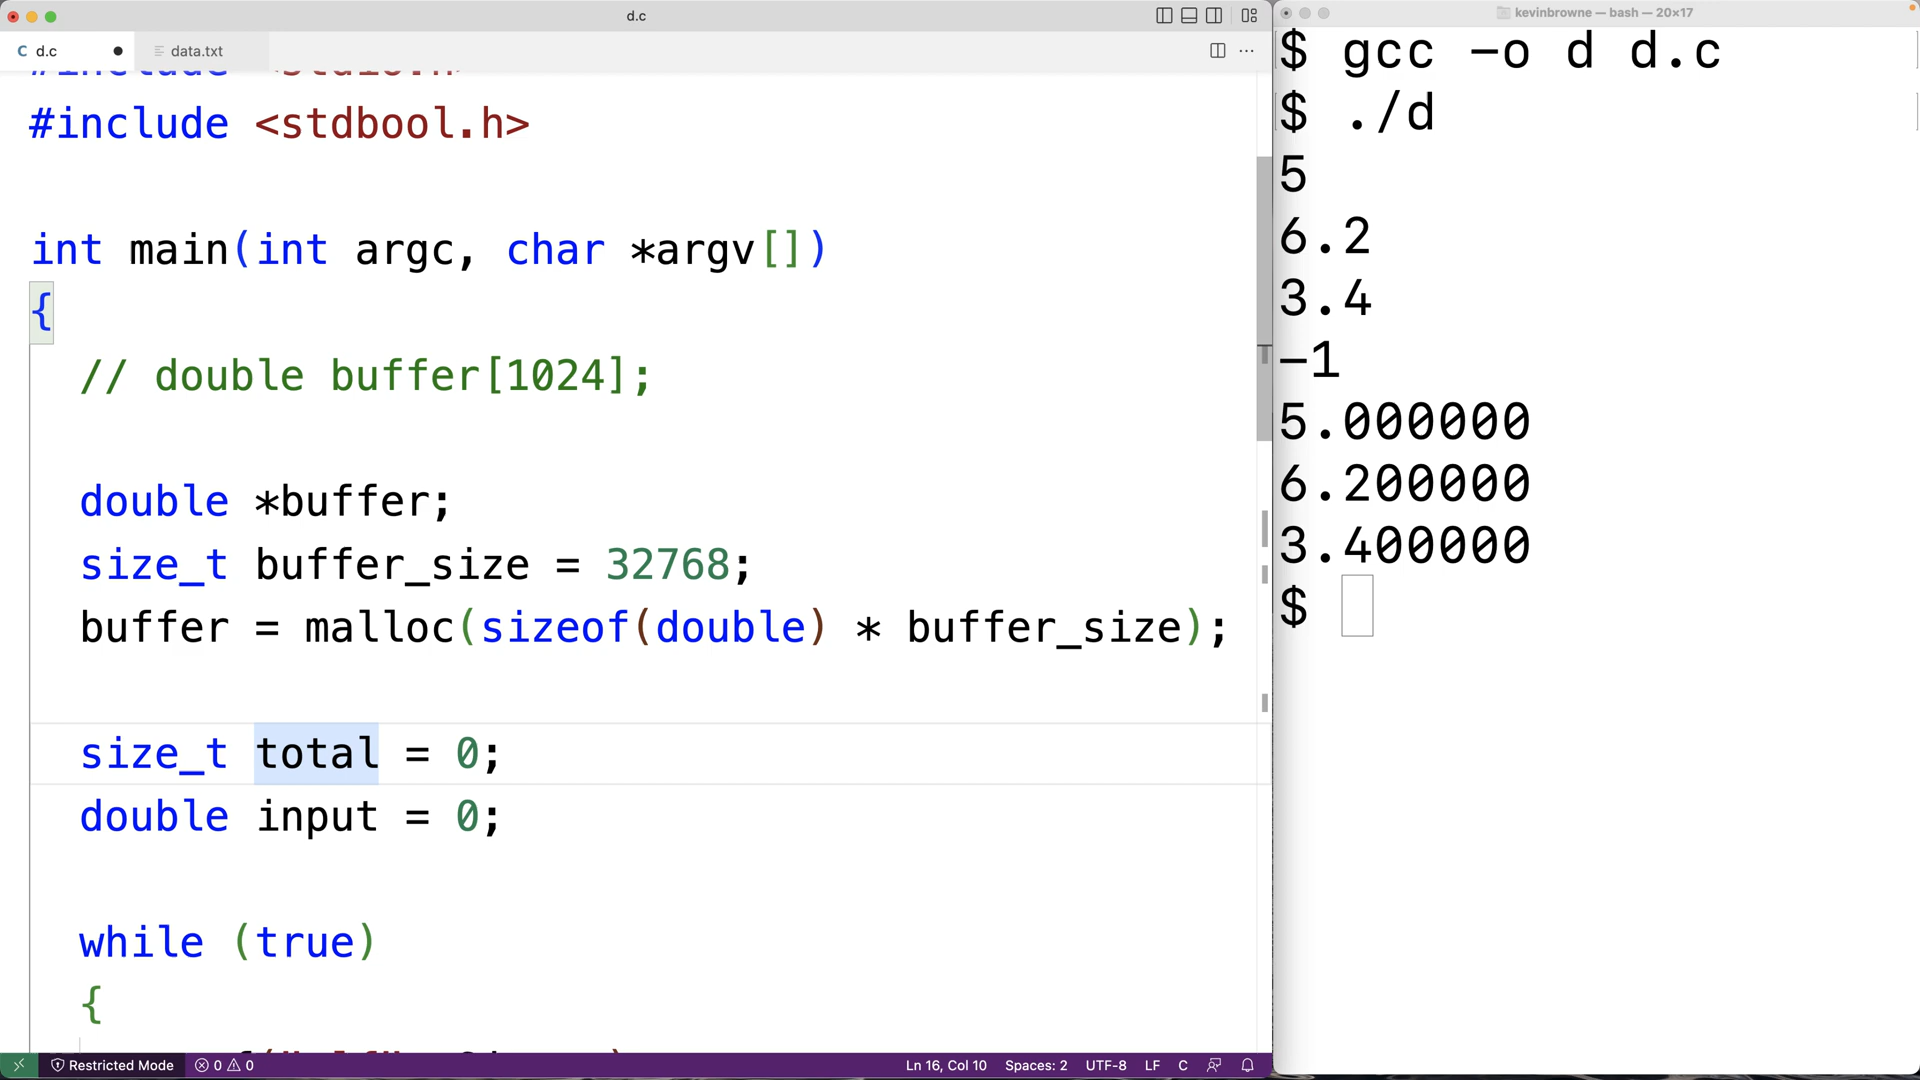 d.c
C d.c
data.txt
#include <stdio.h>
#include <stdbool.h>
int main(int argc, char *argv[])
{
// double buffer[1024];
double *buffer;
size_t buffer_size = 32768;
buffer = malloc(sizeof(double) * buffer_size);
size_t total = 0;
double input = 0;
while (true)
{
Restricted Mode
0 0
Ln 16, Col 10
Spaces: 2
UTF-8
LF
C
kevinbrowne — bash — 20×17
$ gcc -o d d.c
$ ./d
5
6.2
3.4
-1
5.000000
6.200000
3.400000
$